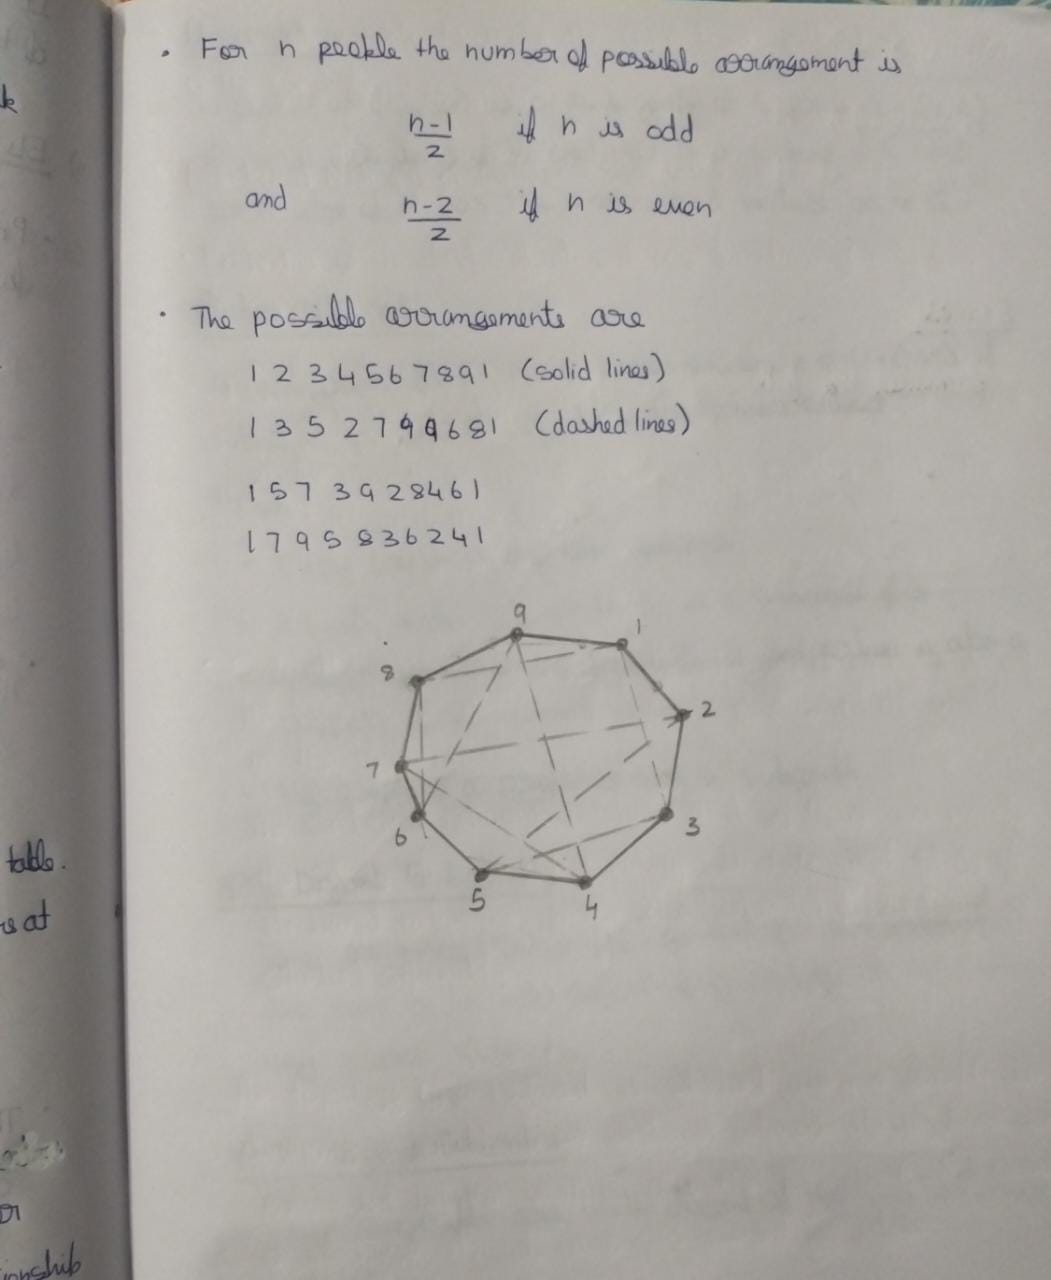 k
table.
rs at
or
ionship
• For n people the number of possible arrangement is
n-1
2
if n is odd
and
n-2
2
if n is even
• The possible arrangements are
1 2 3 4 5 6 7 8 9 1 (solid lines)
1 3 5 2 7 4 9 6 8 1 (dashed lines)
1 5 7 3 9 2 8 4 6 1
1 7 9 5 8 3 6 2 4 1
9
1
8
2
7
3
6
5
4